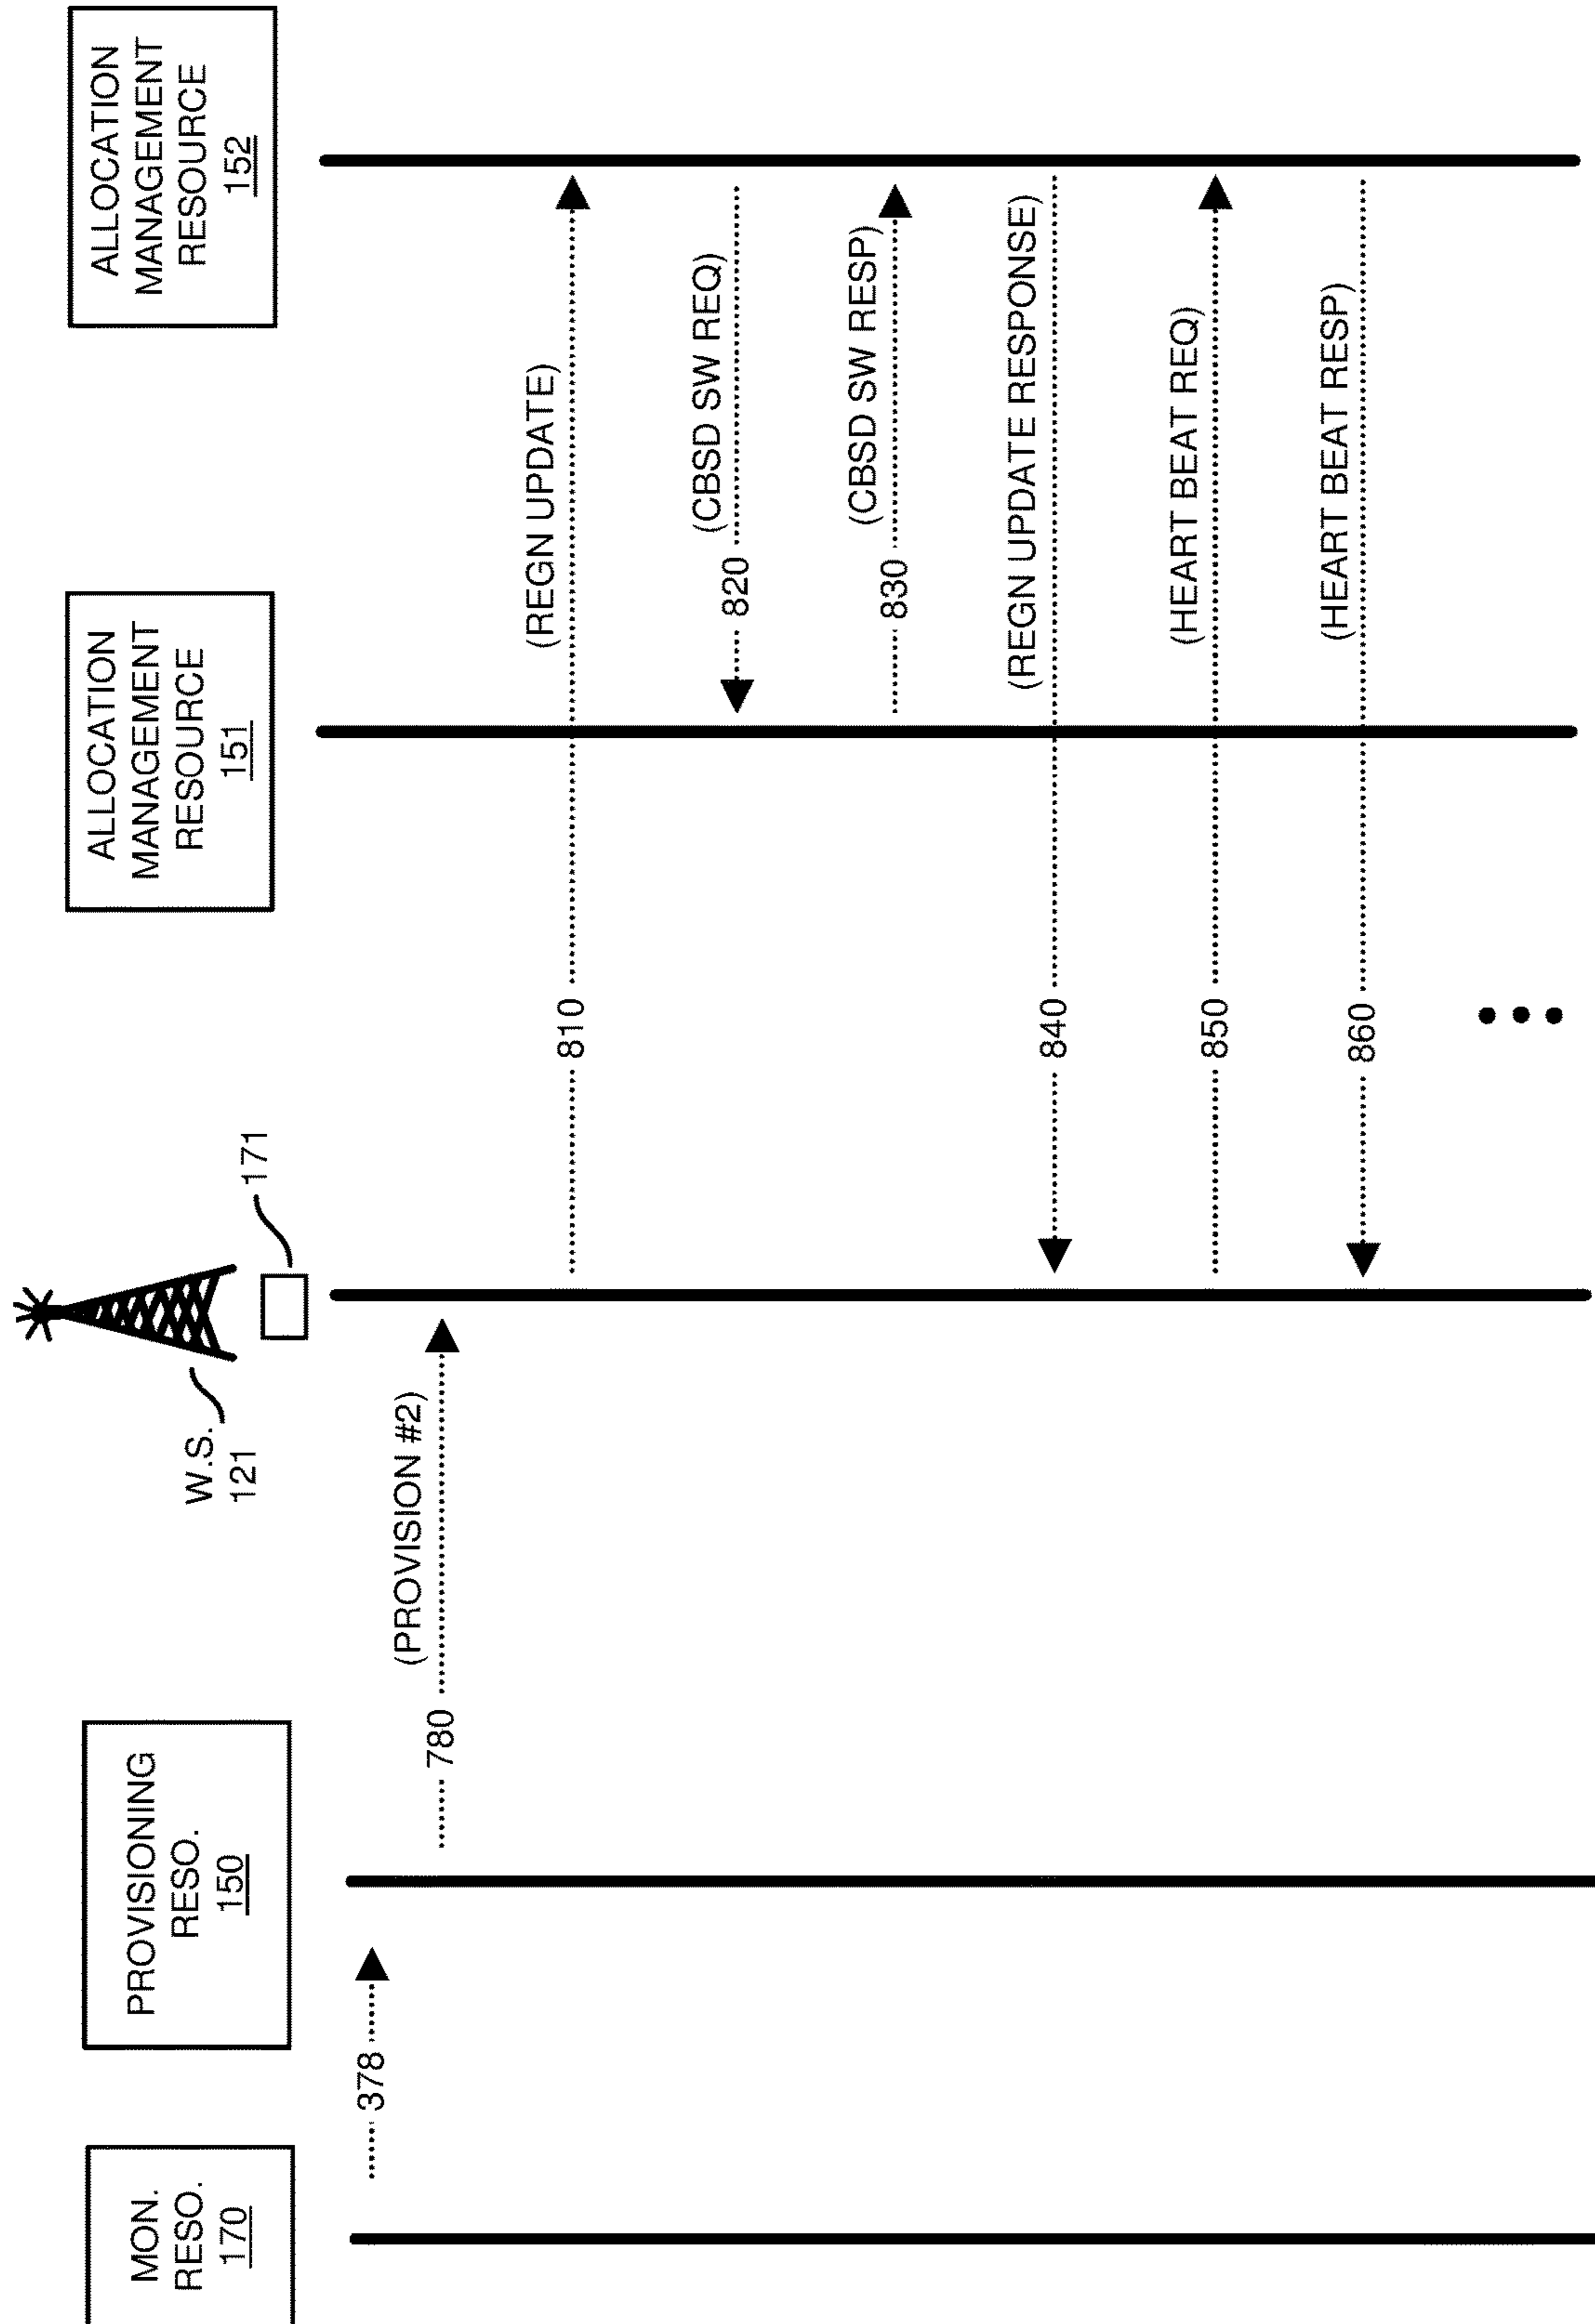 MON.
RESO.
170
PROVISIONING
RESO.
150
W.S.
121
171
ALLOCATION
MANAGEMENT
RESOURCE
151
ALLOCATION
MANAGEMENT
RESOURCE
152
378
(PROVISION #2)
780
(REGN UPDATE)
810
(CBSD SW REQ)
820
(CBSD SW RESP)
830
(REGN UPDATE RESPONSE)
840
(HEART BEAT REQ)
850
(HEART BEAT RESP)
860